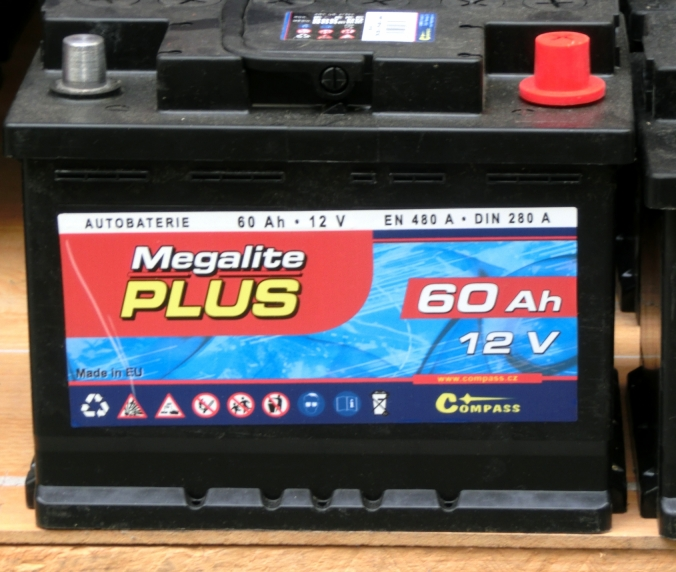 COMPASS
AUTOBATERIE 60 Ah • 12 V EN 480 A • DIN 280 A
Megalite
PLUS
60 Ah
12 V
Made in EU
www.compass.cz
COMPASS